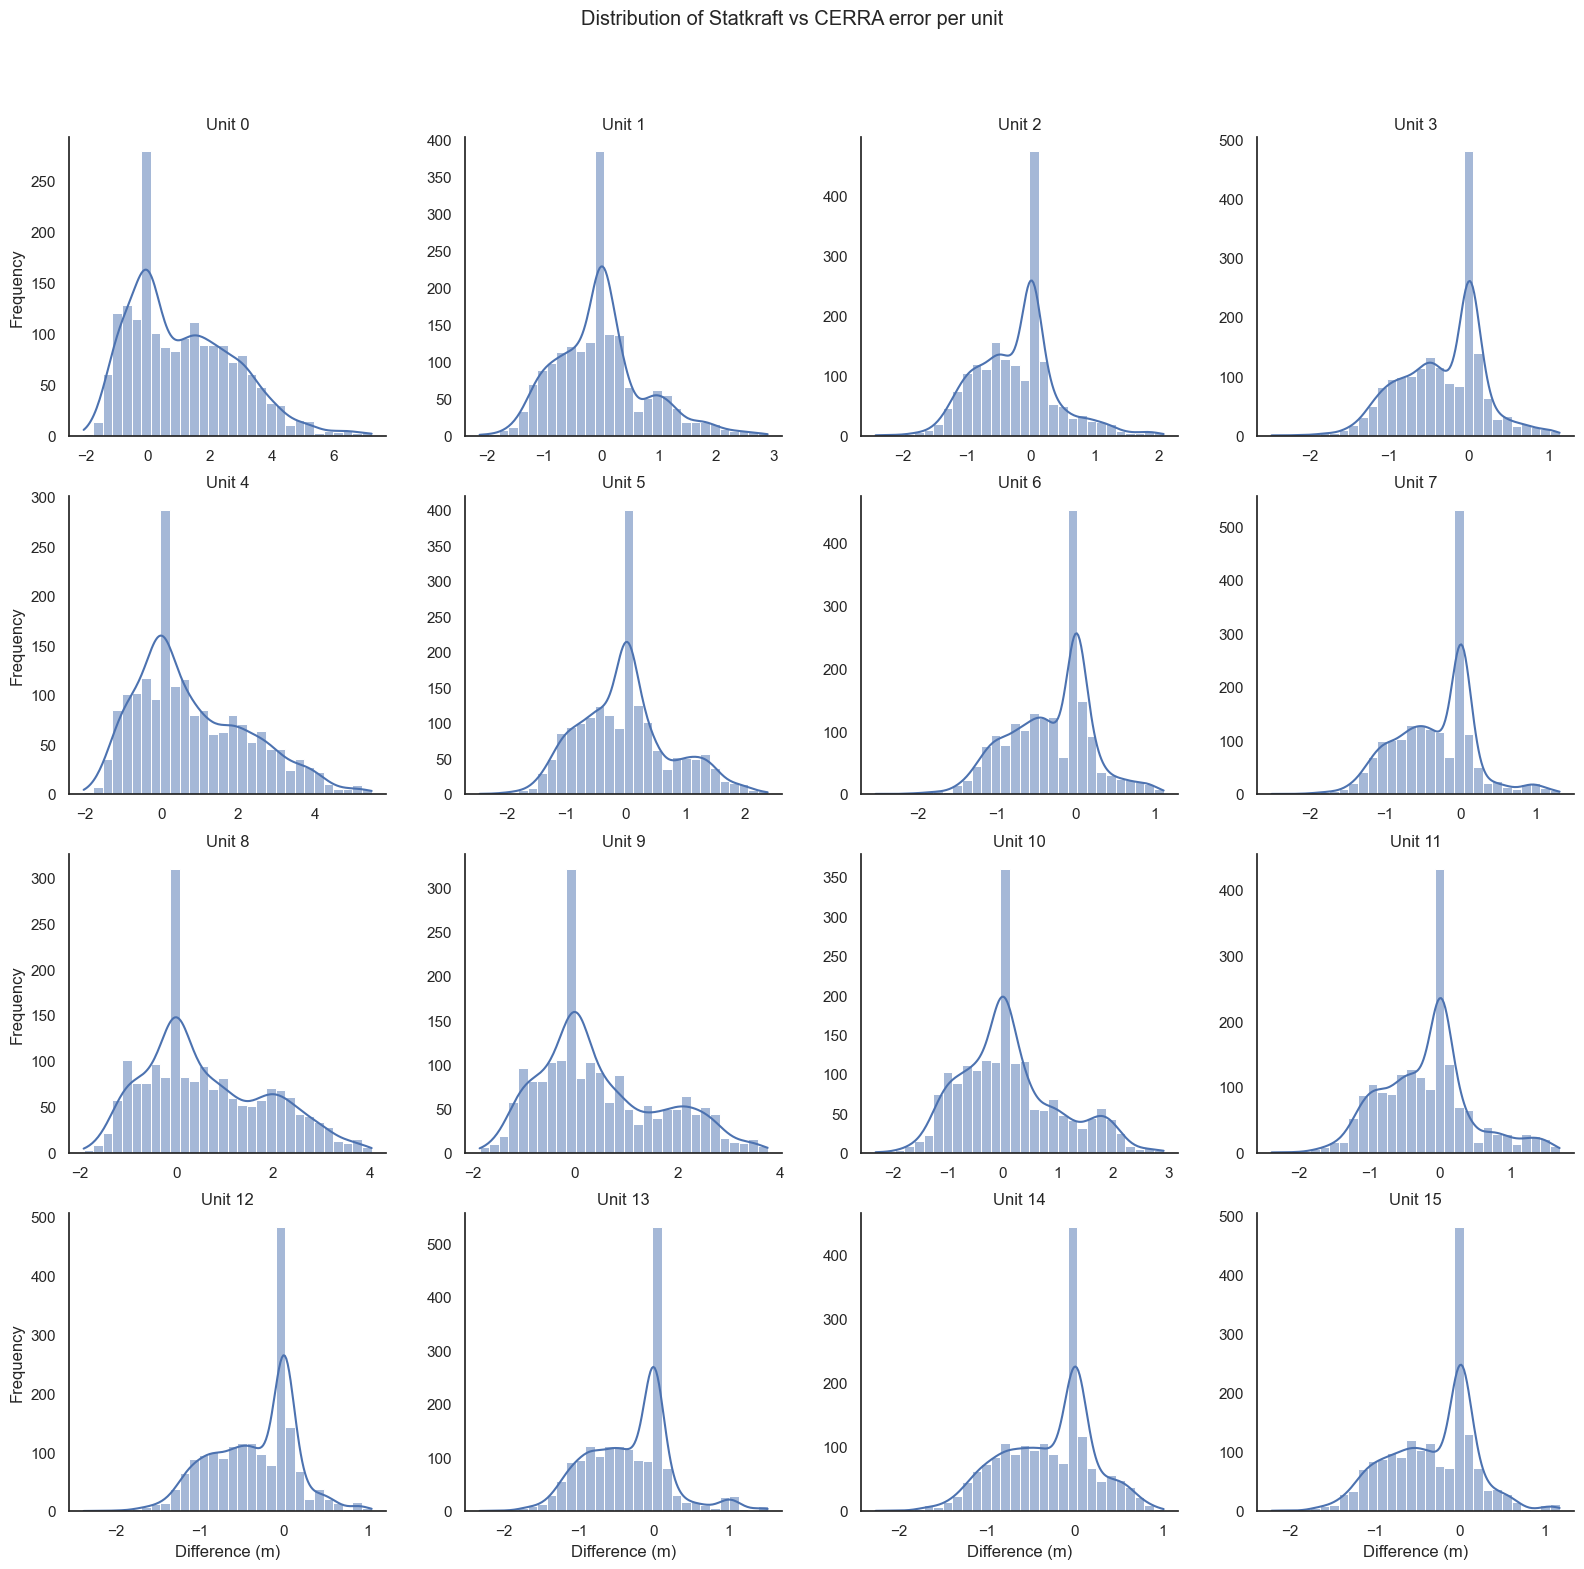 Distribution of Statkraft vs CERRA error per unit
Unit 0
Unit 1
Unit 2
Unit 3
Frequency
250
200
150
100
50
0
−2 0 2 4 6
400
350
300
250
200
150
100
50
0
−2 −1 0 1 2 3
400
300
200
100
0
−2 −1 0 1 2
500
400
300
200
100
0
−2 −1 0 1
Unit 4
Unit 5
Unit 6
Unit 7
Frequency
300
250
200
150
100
50
0
−2 0 2 4
400
350
300
250
200
150
100
50
0
−2 −1 0 1 2
400
300
200
100
0
−2 −1 0 1
500
400
300
200
100
0
−2 −1 0 1
Unit 8
Unit 9
Unit 10
Unit 11
Frequency
300
250
200
150
100
50
0
−2 0 2 4
300
250
200
150
100
50
0
−2 0 2 4
350
300
250
200
150
100
50
0
−2 −1 0 1 2 3
400
300
200
100
0
−2 −1 0 1
Unit 12
Unit 13
Unit 14
Unit 15
Frequency
500
400
300
200
100
0
−2 −1 0 1
Difference (m)
500
400
300
200
100
0
−2 −1 0 1
Difference (m)
400
300
200
100
0
−2 −1 0 1
Difference (m)
500
400
300
200
100
0
−2 −1 0 1
Difference (m)